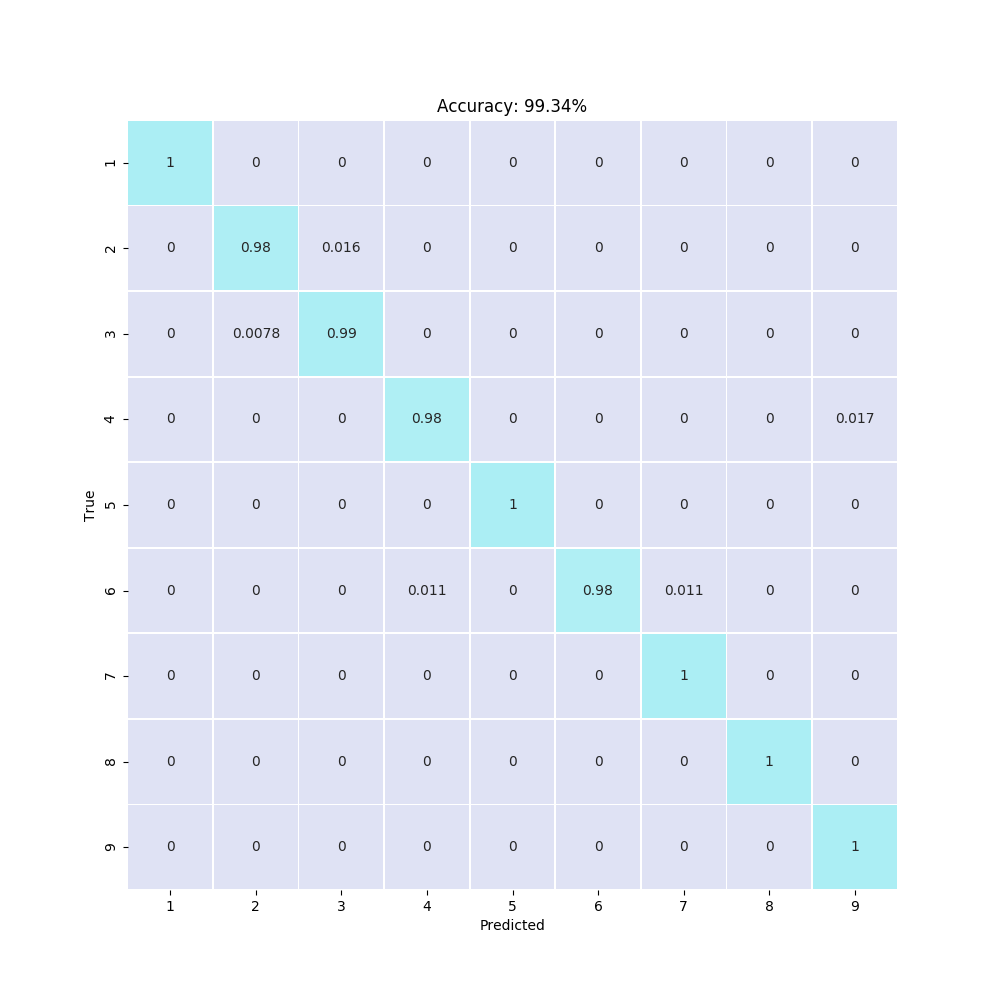 Accuracy: 99.34%
1 1 0 0 0 0 0 0 0 0
2 0 0.98 0.016 0 0 0 0 0 0
3 0 0.0078 0.99 0 0 0 0 0 0
4 0 0 0 0.98 0 0 0 0 0.017
5 0 0 0 0 1 0 0 0 0
6 0 0 0 0.011 0 0.98 0.011 0 0
7 0 0 0 0 0 0 1 0 0
8 0 0 0 0 0 0 0 1 0
9 0 0 0 0 0 0 0 0 1
True
1 2 3 4 5 6 7 8 9
Predicted